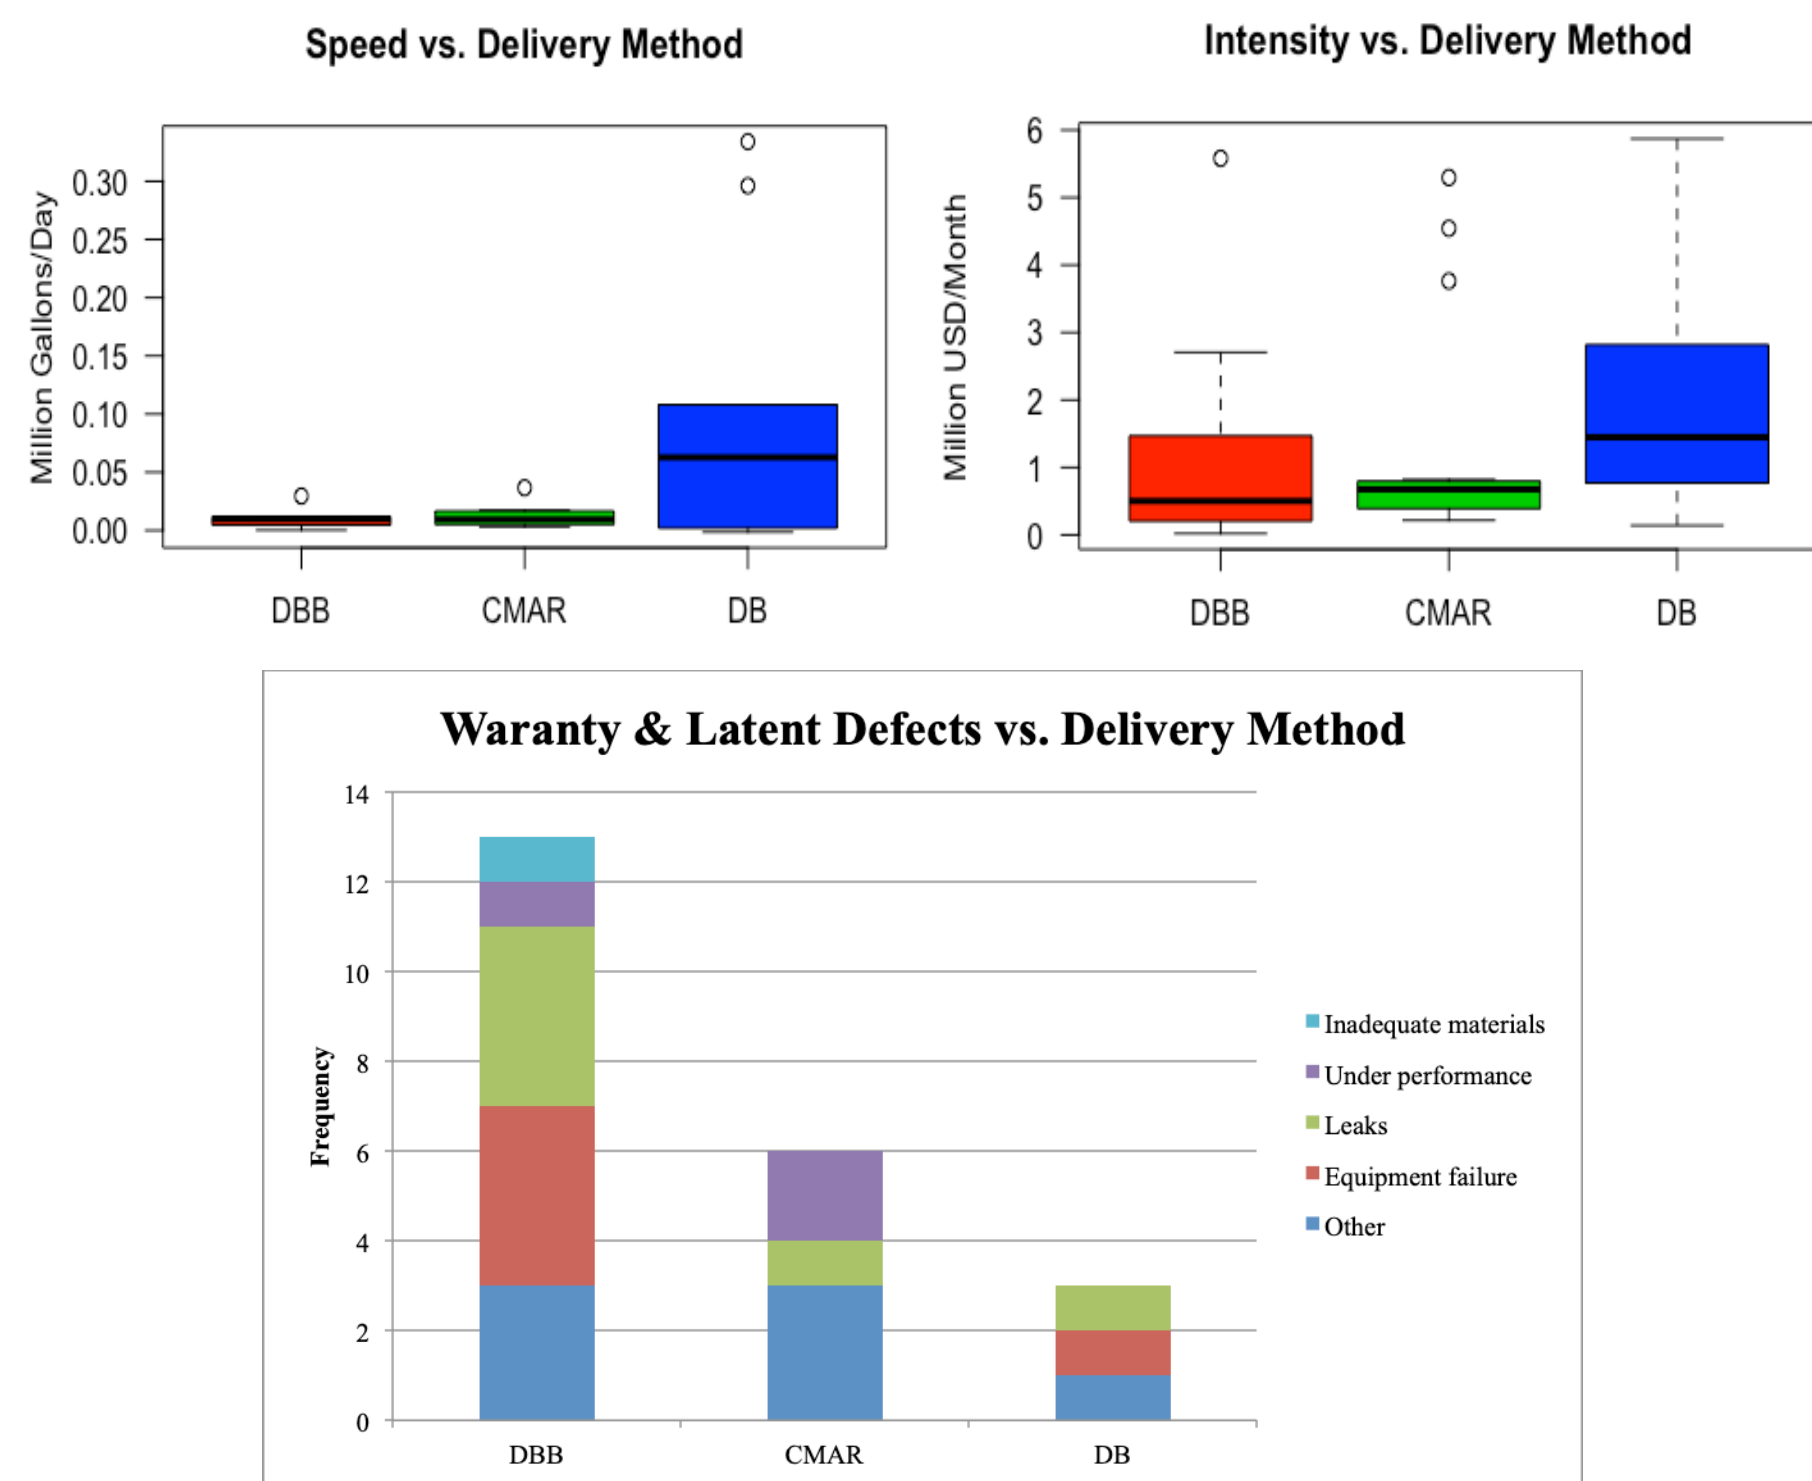 Speed vs. Delivery Method
Million Gallons/Day
0.30
0.25
0.20
0.15
0.10
0.05
0.00
DBB CMAR DB
Intensity vs. Delivery Method
Million USD/Month
6
5
4
3
2
1
0
DBB CMAR DB
Waranty & Latent Defects vs. Delivery Method
Frequency
14
12
10
8
6
4
2
0
DBB CMAR DB
Inadequate materials
Under performance
Leaks
Equipment failure
Other